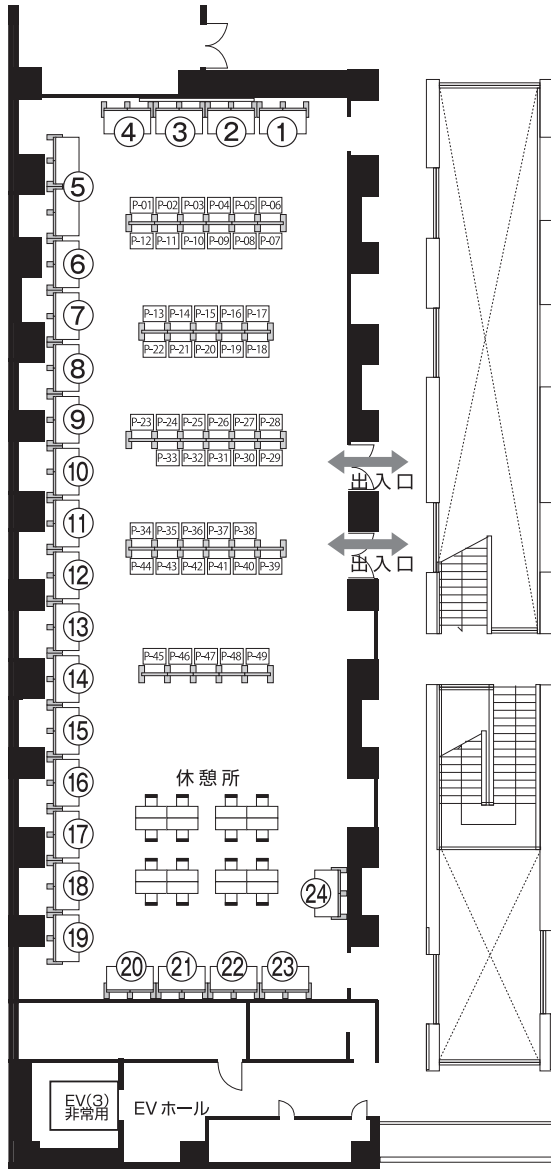 ④ ③ ② ①
⑤
P-01 P-02 P-03 P-04 P-05 P-06
P-12 P-11 P-10 P-09 P-08 P-07
⑥
⑦
P-13 P-14 P-15 P-16 P-17
P-22 P-21 P-20 P-19 P-18
⑧
⑨
P-23 P-24 P-25 P-26 P-27 P-28
P-33 P-32 P-31 P-30 P-29
⑩
出入口
⑪
P-34 P-35 P-36 P-37 P-38
P-44 P-43 P-42 P-41 P-40 P-39
出入口
⑫
⑬
P-45 P-46 P-47 P-48 P-49
⑭
⑮
休憩所
⑯
⑰
⑱
㉔
⑲
⑳ ㉑ ㉒ ㉓
EV(3)
非常用
EVホール